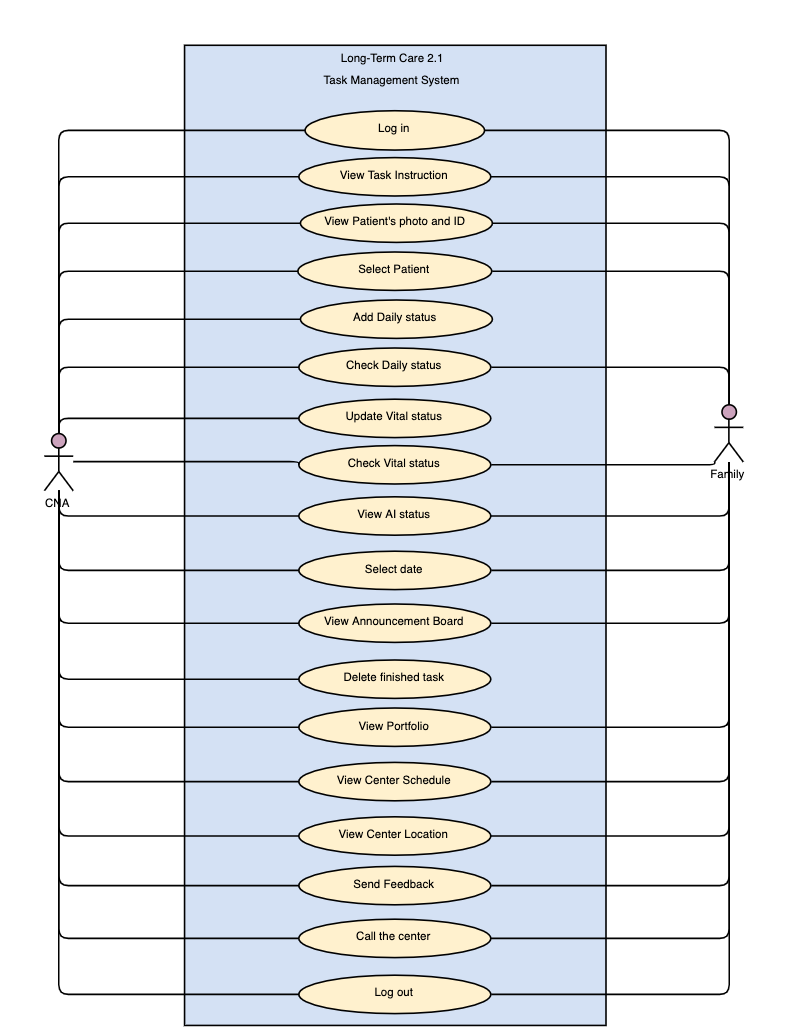 Long-Term Care 2.1
Task Management System
Log in
View Task Instruction
View Patient's photo and ID
Select Patient
Add Daily status
Check Daily status
Update Vital status
Check Vital status
Family
CNA
View AI status
Select date
View Announcement Board
Delete finished task
View Portfolio
View Center Schedule
View Center Location
Send Feedback
Call the center
Log out